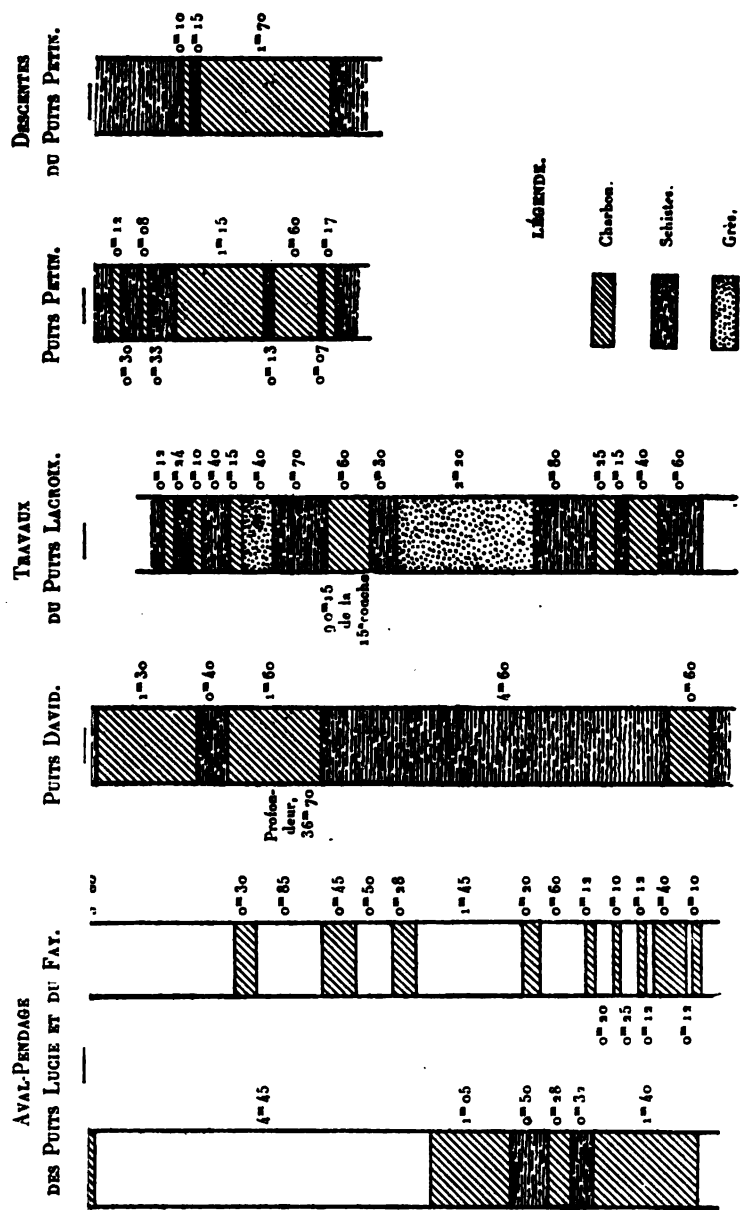 AVAL-PENDAGE
DES PUITS LUCIE ET DU FAY.
4m45
1m05
0m50
0m28
0m32
1m40
0m30
0m85
0m45
0m50
0m28
1m45
0m20
0m60
0m12
0m20
0m10
0m25
0m12
0m12
0m40
0m12
0m10
PUITS DAVID.
1m30
0m40
1m60
Profon-
deur,
36m70
4m60
0m60
TRAVAUX
DU PUITS LACROIX.
0m12
0m24
0m10
0m40
0m15
0m40
0m70
0m60
90m15
de la
15e rouche
0m30
2m20
0m80
0m25
0m15
0m40
0m60
PUITS PETIN.
0m12
0m30
0m08
0m33
1m15
0m13
0m60
0m07
0m17
DESCENTES
DU PUITS PETIN.
0m10
0m15
1m70
LÉGENDE.
Charbon.
Schistes.
Grès.